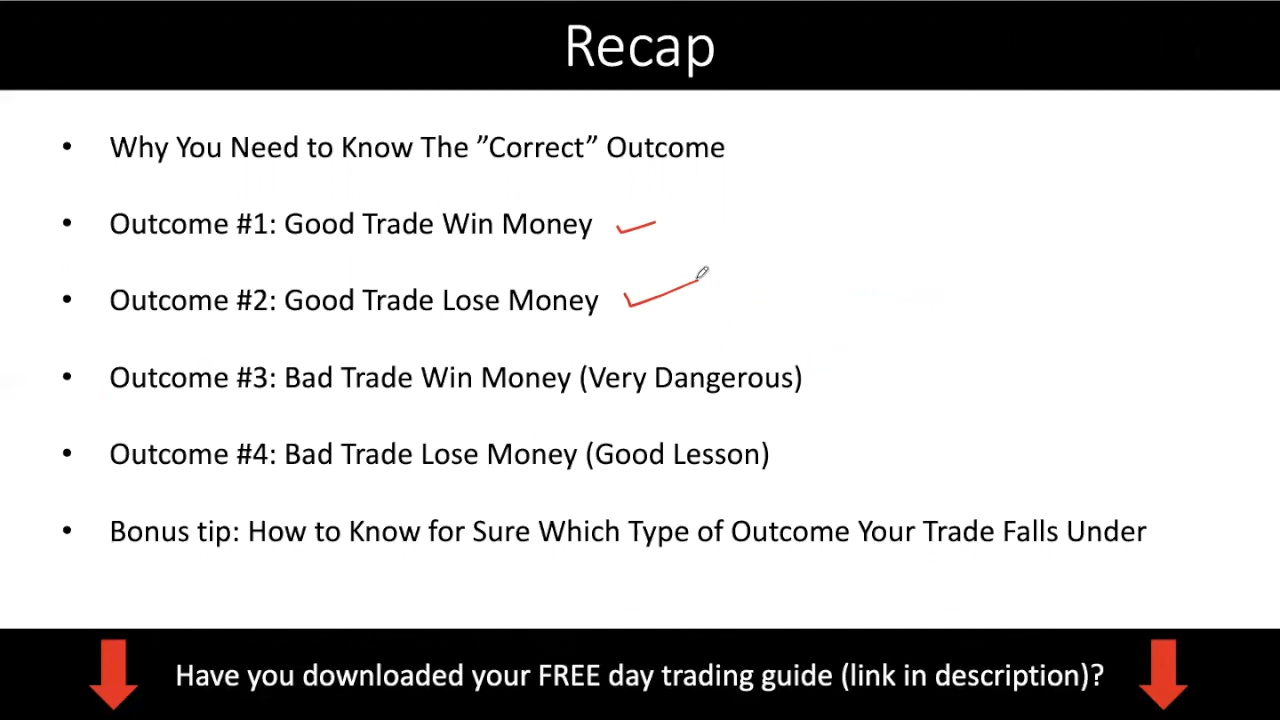 Recap
• Why You Need to Know The ”Correct” Outcome
• Outcome #1: Good Trade Win Money
• Outcome #2: Good Trade Lose Money
• Outcome #3: Bad Trade Win Money (Very Dangerous)
• Outcome #4: Bad Trade Lose Money (Good Lesson)
• Bonus tip: How to Know for Sure Which Type of Outcome Your Trade Falls Under
Have you downloaded your FREE day trading guide (link in description)?